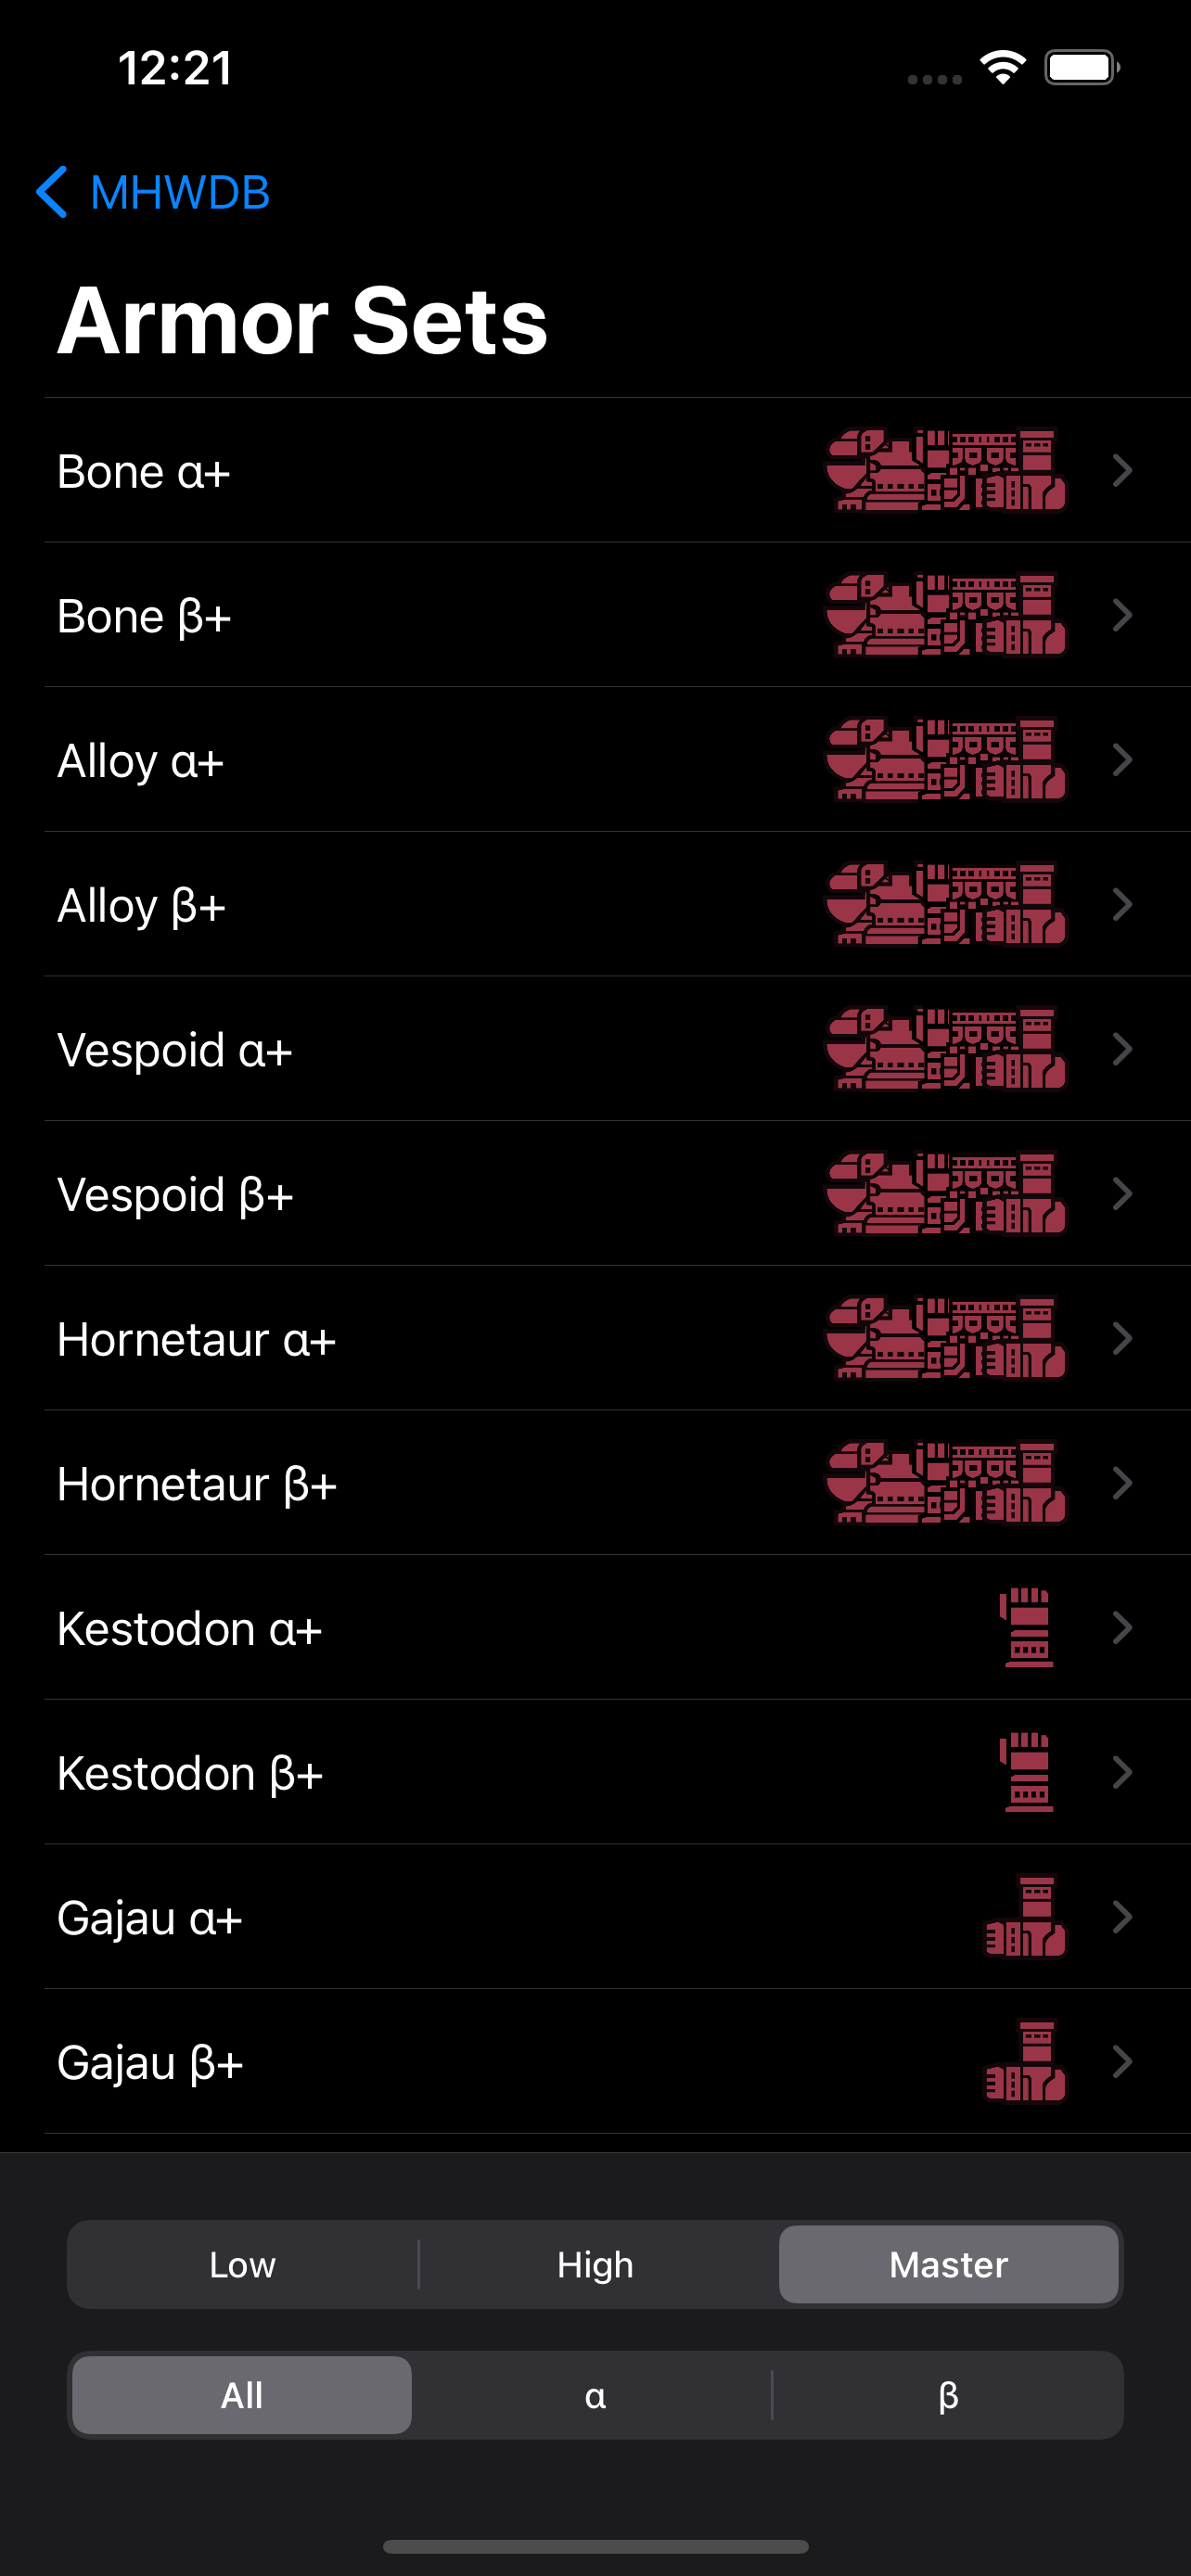 12:21
MHWDB
Armor Sets
Bone α+
Bone β+
Alloy α+
Alloy β+
Vespoid α+
Vespoid β+
Hornetaur α+
Hornetaur β+
Kestodon α+
Kestodon β+
Gajau α+
Gajau β+
Low High Master
All α β